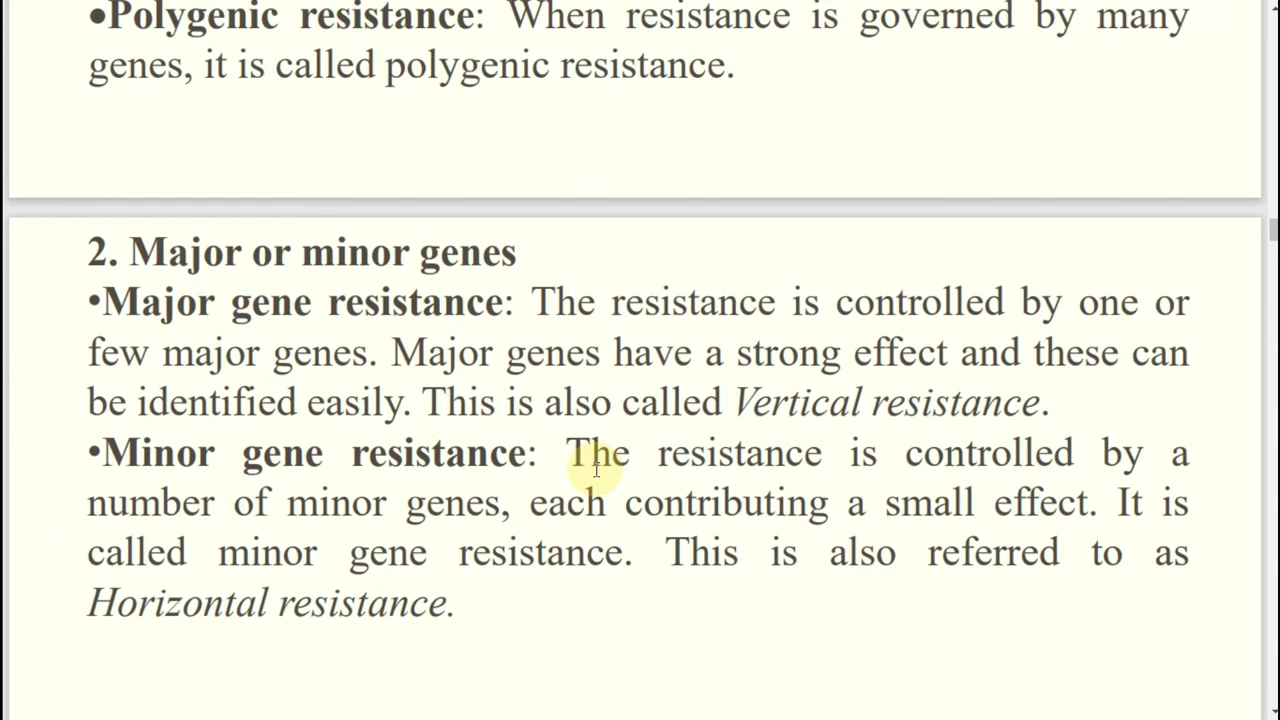 •Polygenic resistance: When resistance is governed by many
genes, it is called polygenic resistance.
2. Major or minor genes
•Major gene resistance: The resistance is controlled by one or
few major genes. Major genes have a strong effect and these can
be identified easily. This is also called Vertical resistance.
•Minor gene resistance: The resistance is controlled by a
number of minor genes, each contributing a small effect. It is
called minor gene resistance. This is also referred to as
Horizontal resistance.